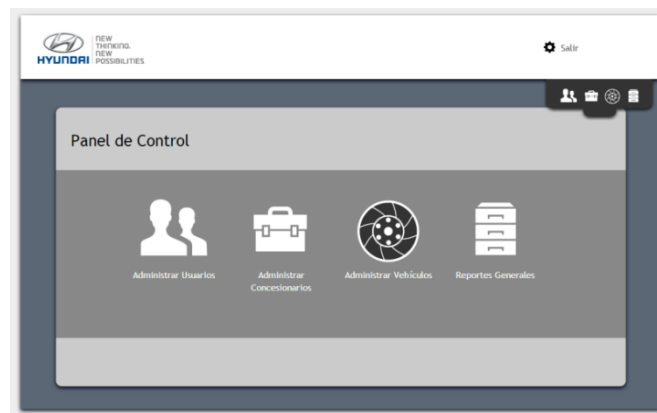 NEW
THINKING.
NEW
POSSIBILITIES
HYUNDAI
Salir
Panel de Control
Administrar Usuarios
Administrar
Concesionarios
Administrar Vehículos
Reportes Generales